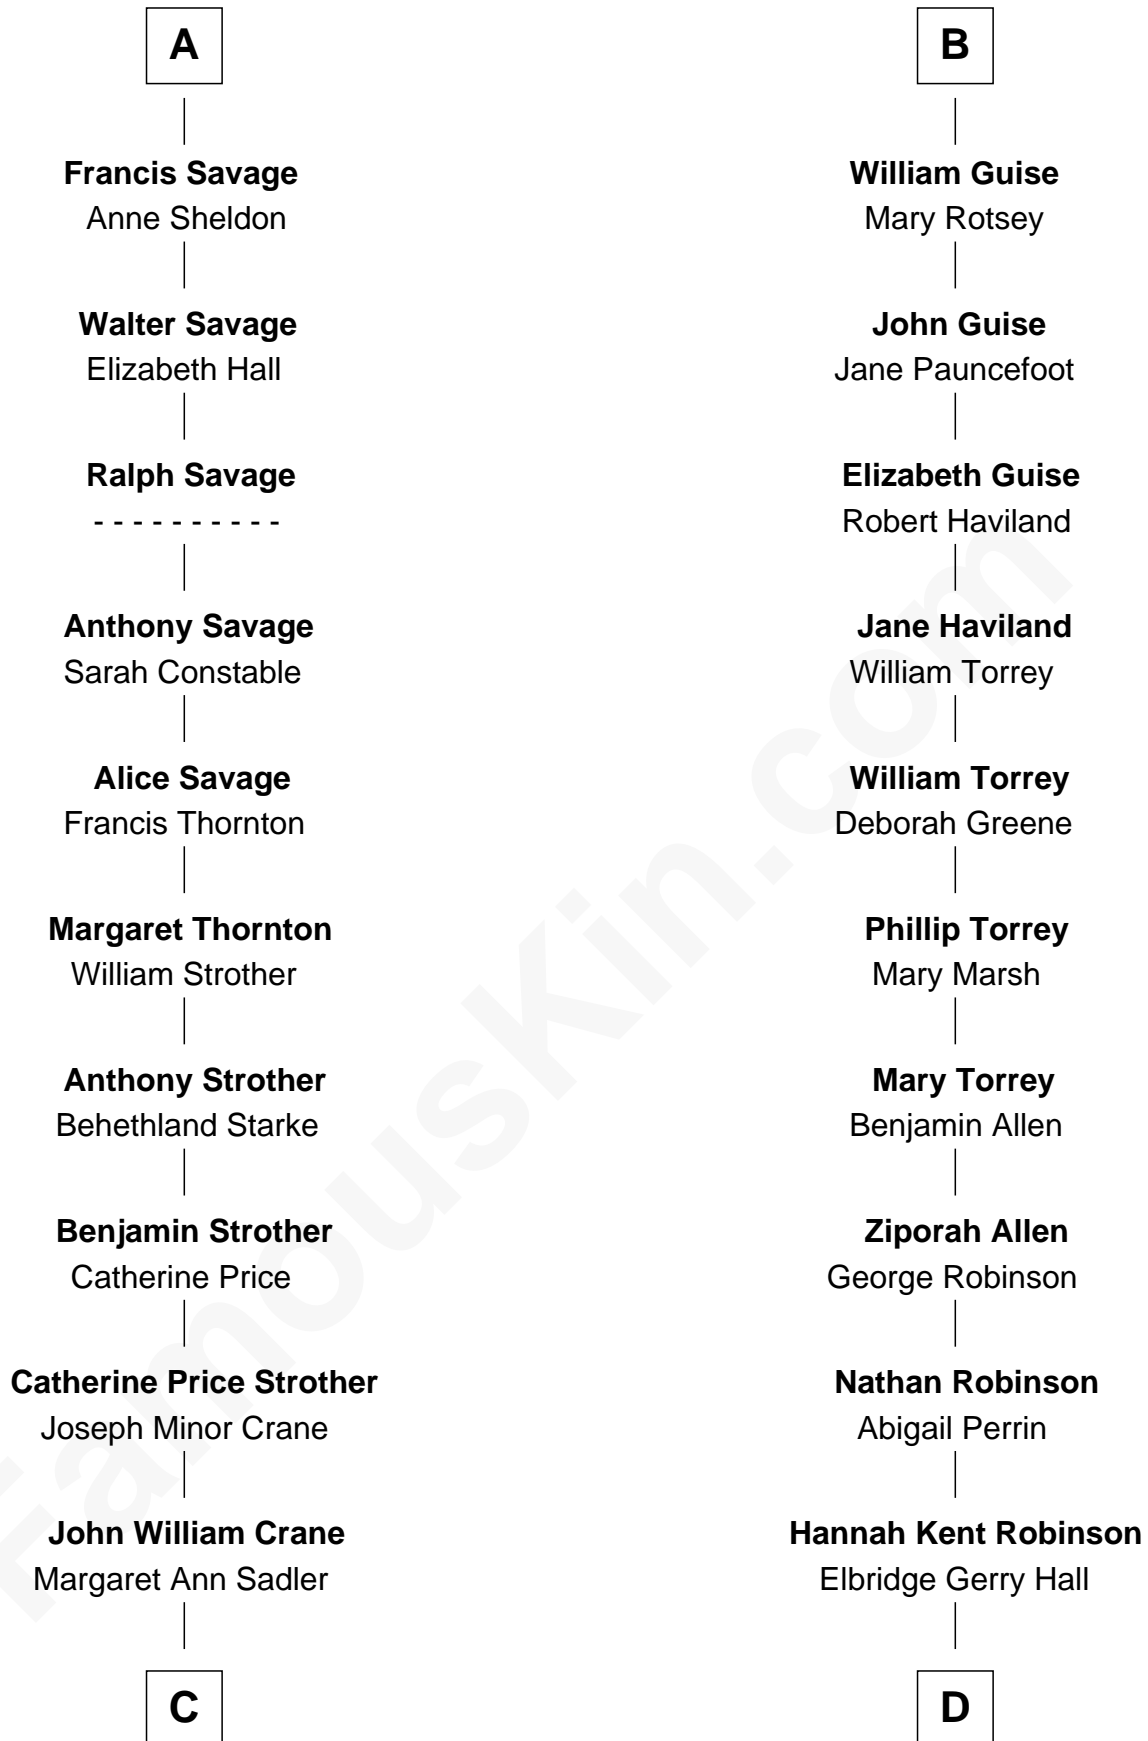 A
Francis Savage
Anne Sheldon
Walter Savage
Elizabeth Hall
Ralph Savage
- - - - - - - - - -
Anthony Savage
Sarah Constable
Alice Savage
Francis Thornton
Margaret Thornton
William Strother
Anthony Strother
Behethland Starke
Benjamin Strother
Catherine Price
Catherine Price Strother
Joseph Minor Crane
John William Crane
Margaret Ann Sadler
C
B
William Guise
Mary Rotsey
John Guise
Jane Pauncefoot
Elizabeth Guise
Robert Haviland
Jane Haviland
William Torrey
William Torrey
Deborah Greene
Phillip Torrey
Mary Marsh
Mary Torrey
Benjamin Allen
Ziporah Allen
George Robinson
Nathan Robinson
Abigail Perrin
Hannah Kent Robinson
Elbridge Gerry Hall
D
FamousKin.com